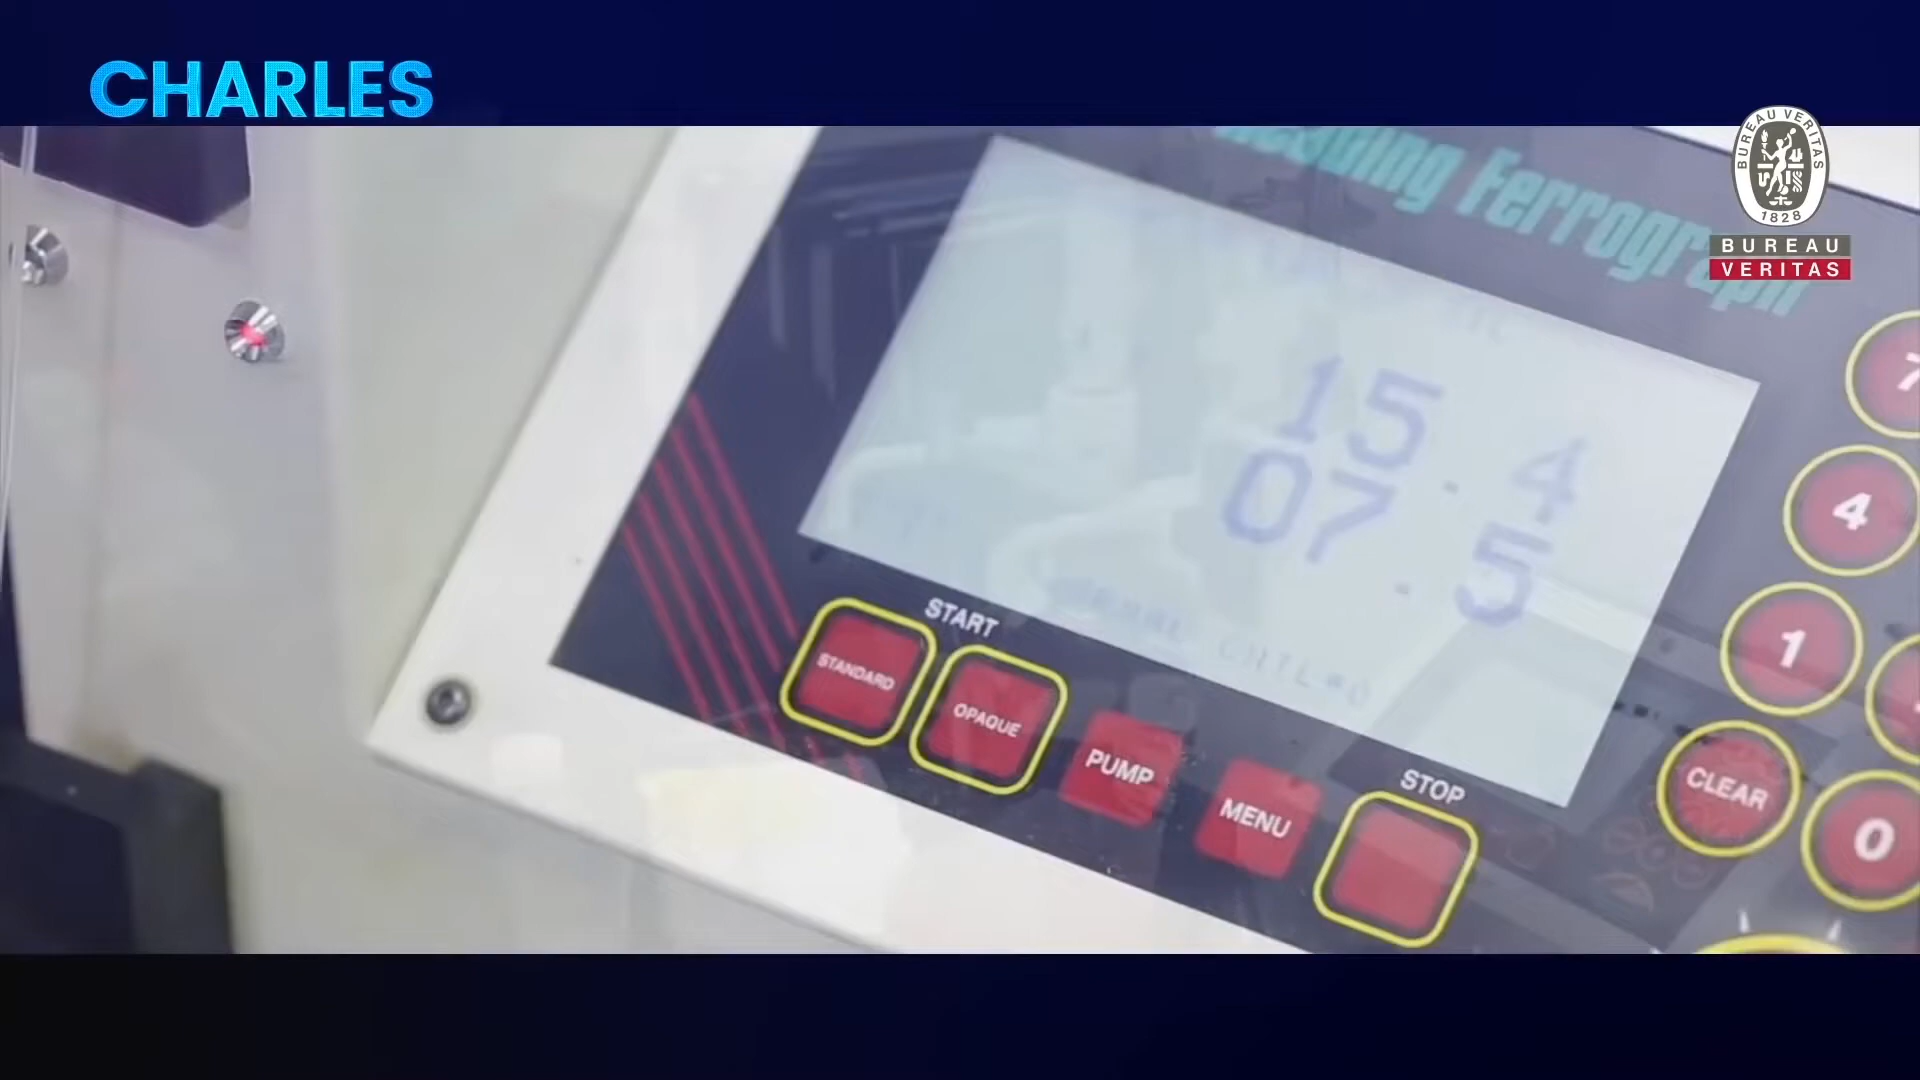 CHARLES
BUREAU VERITAS
1828
BUREAU
VERITAS
Ferrograph
15.4
07.5
START
STANDARD
OPAQUE
PUMP
MENU
STOP
7
4
1
CLEAR
0